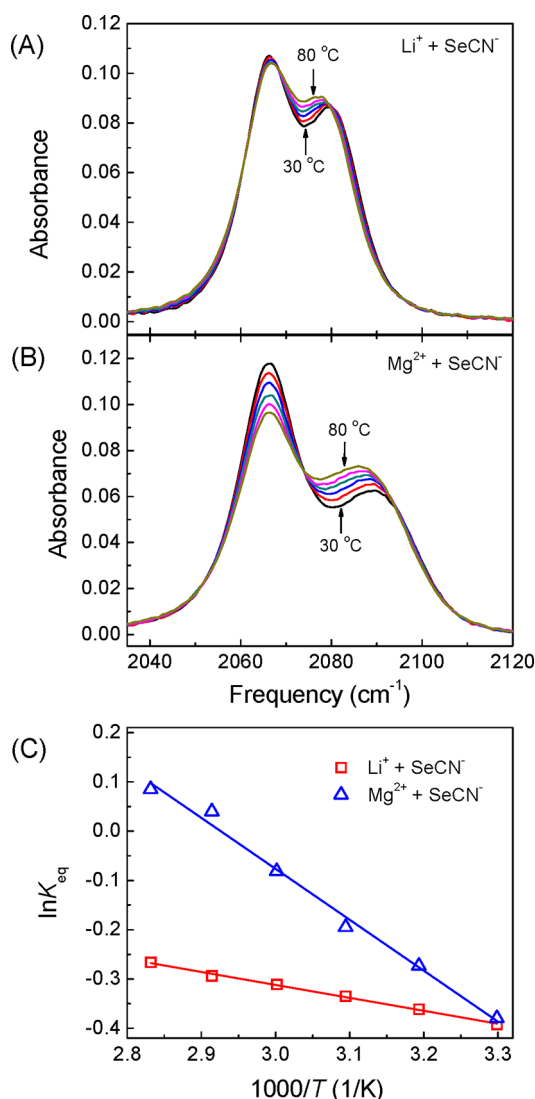 (A)
Li⁺ + SeCN⁻
80 °C
30 °C
0.12
0.10
0.08
0.06
0.04
0.02
0.00
Absorbance
(B)
Mg²⁺ + SeCN⁻
80 °C
30 °C
0.12
0.10
0.08
0.06
0.04
0.02
0.00
Absorbance
2040 2060 2080 2100 2120
Frequency (cm⁻¹)
(C)
Li⁺ + SeCN⁻
Mg²⁺ + SeCN⁻
0.2
0.1
0.0
-0.1
-0.2
-0.3
-0.4
lnKeq
2.8 2.9 3.0 3.1 3.2 3.3
1000/T (1/K)